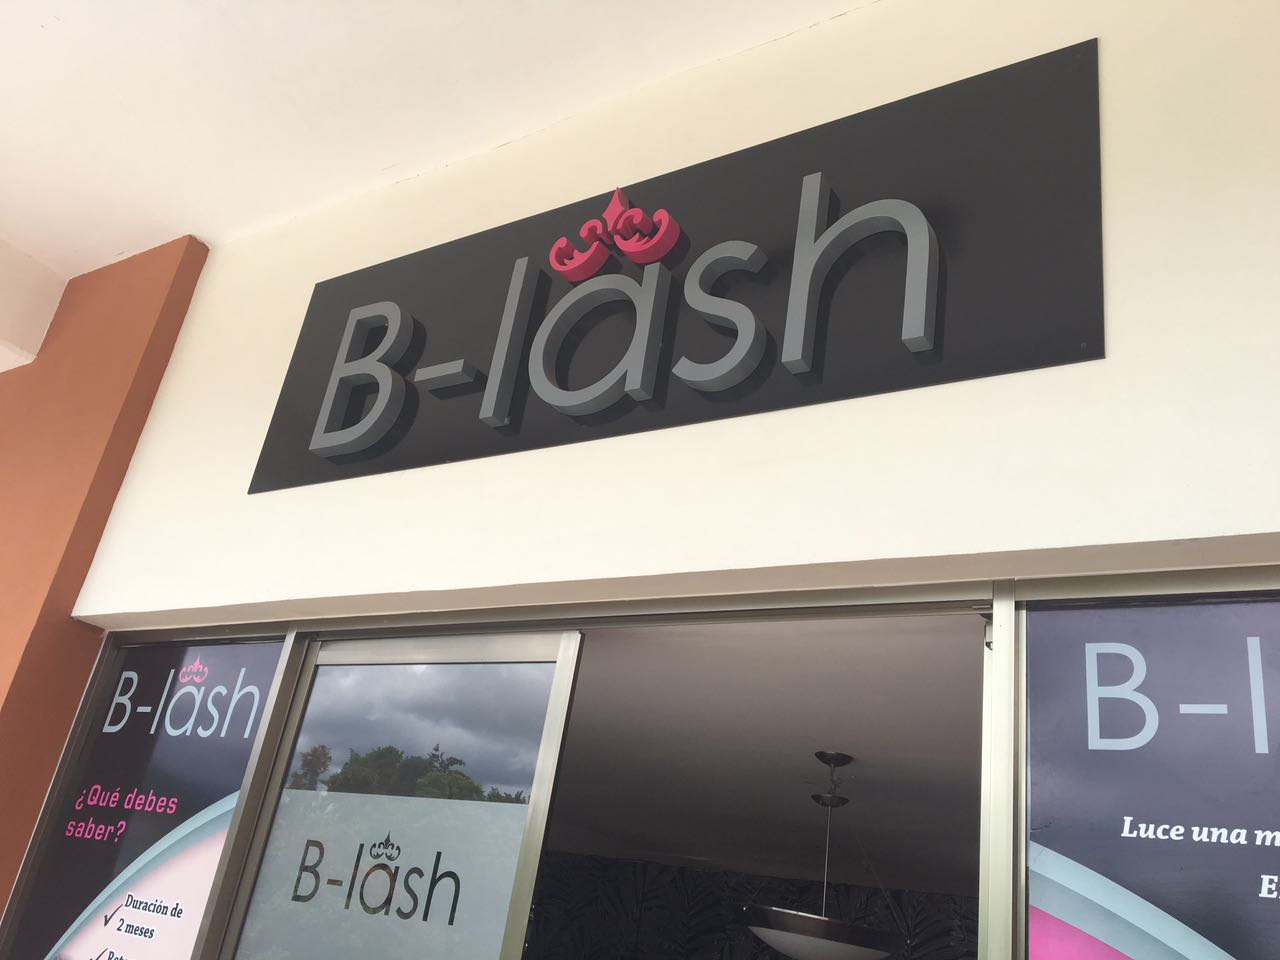 B-lash
B-lash
¿Qué debes
saber?
Duración de
2 meses
B-lash
B-l
Luce una m